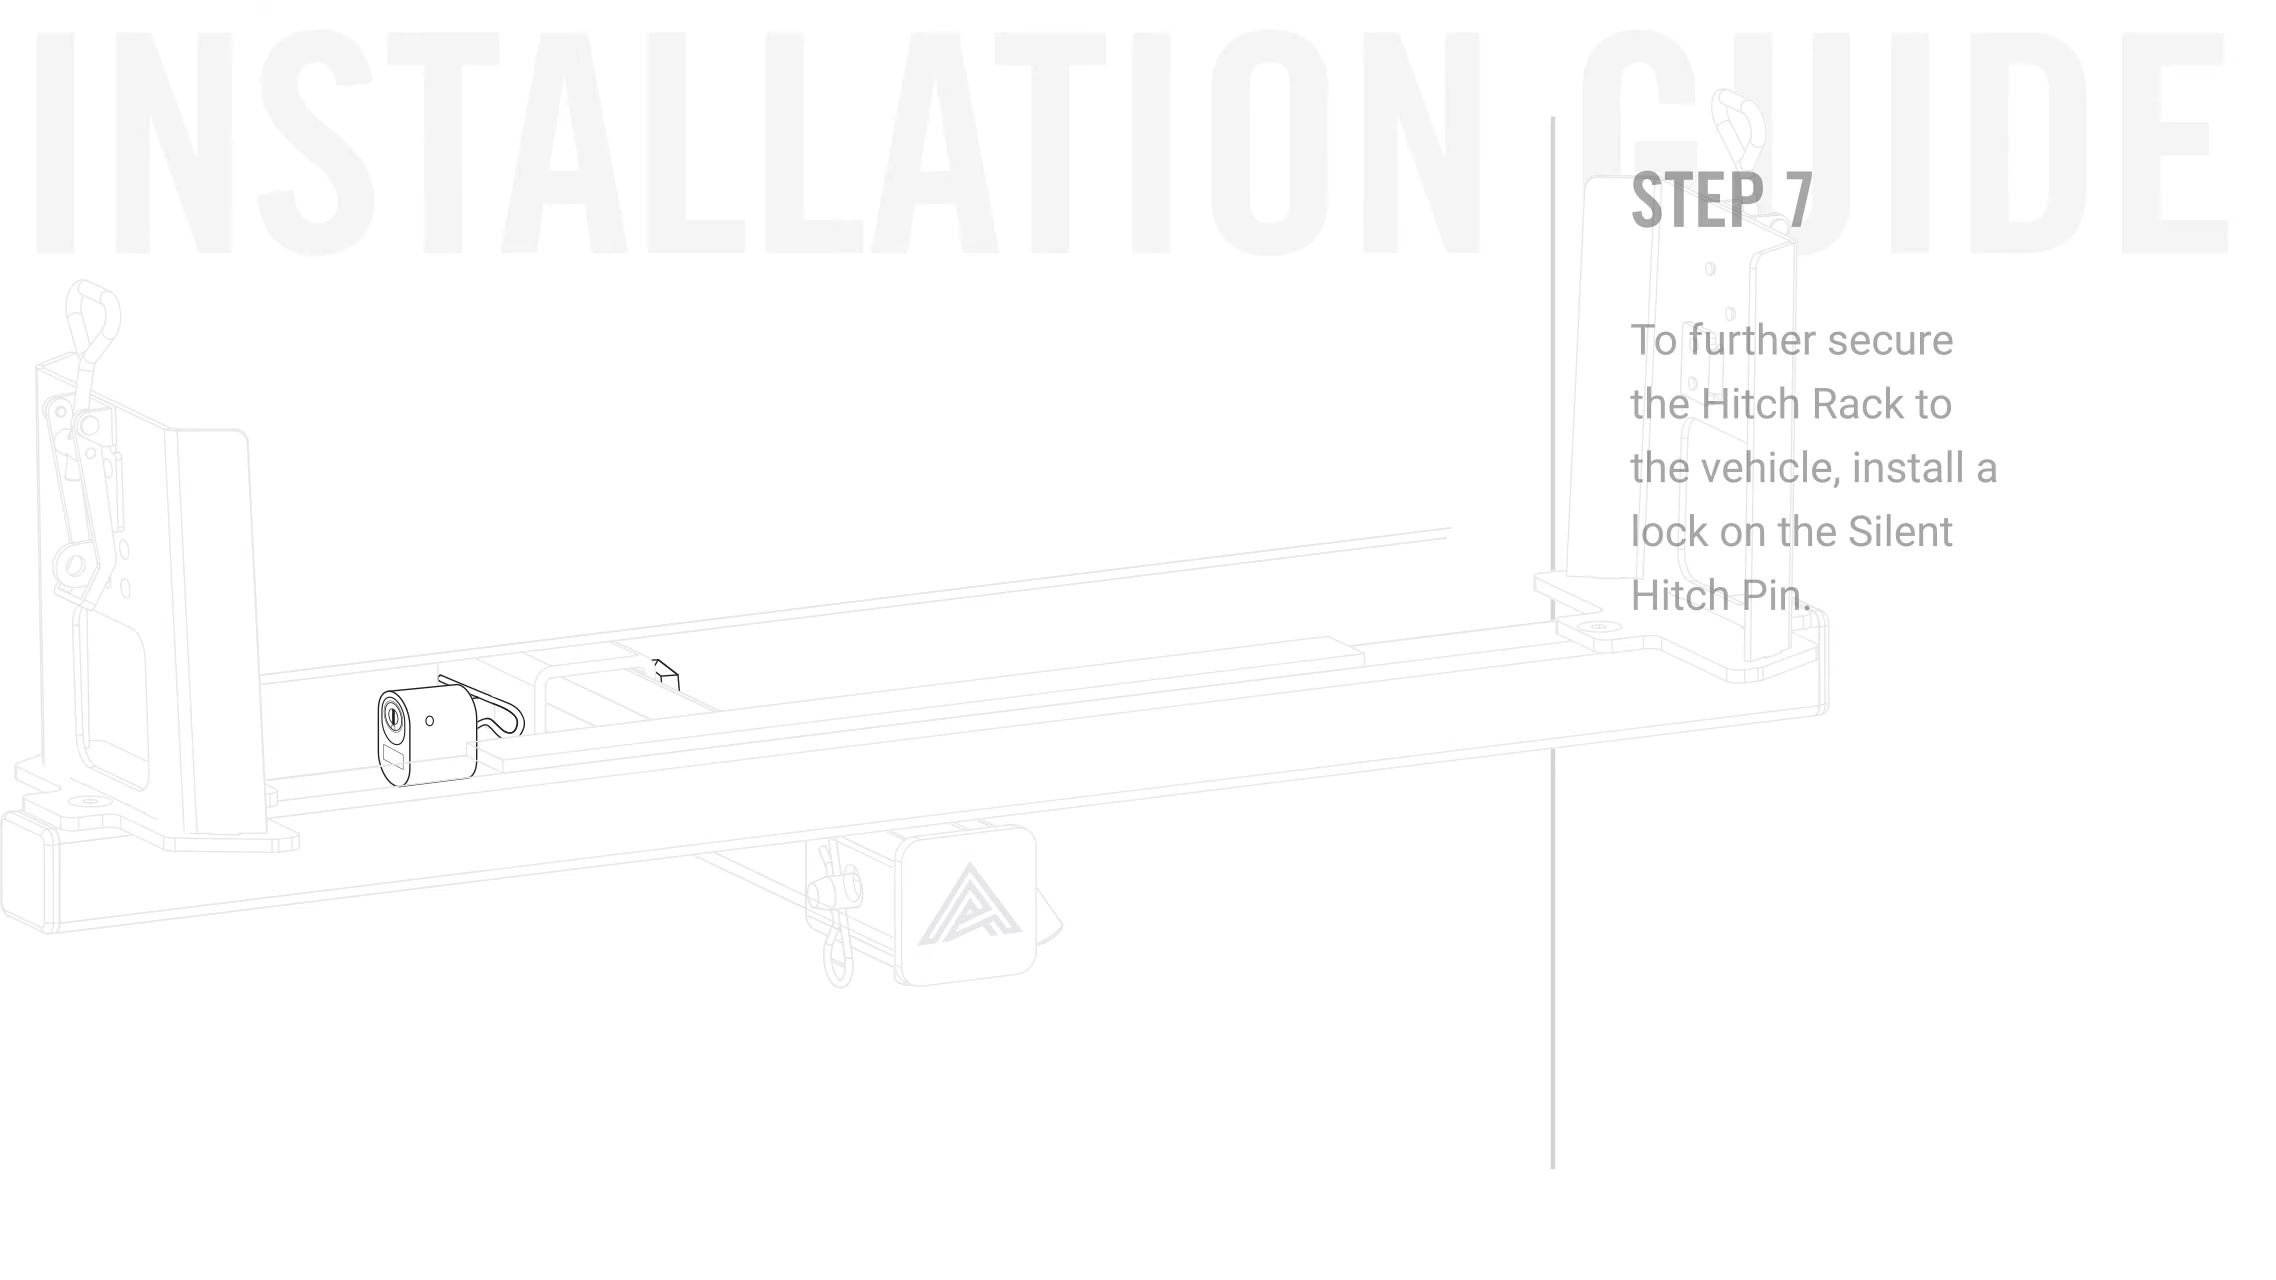 INSTALLATION GUIDE
STEP 7
To further secure
the Hitch Rack to
the vehicle, install a
lock on the Silent
Hitch Pin.